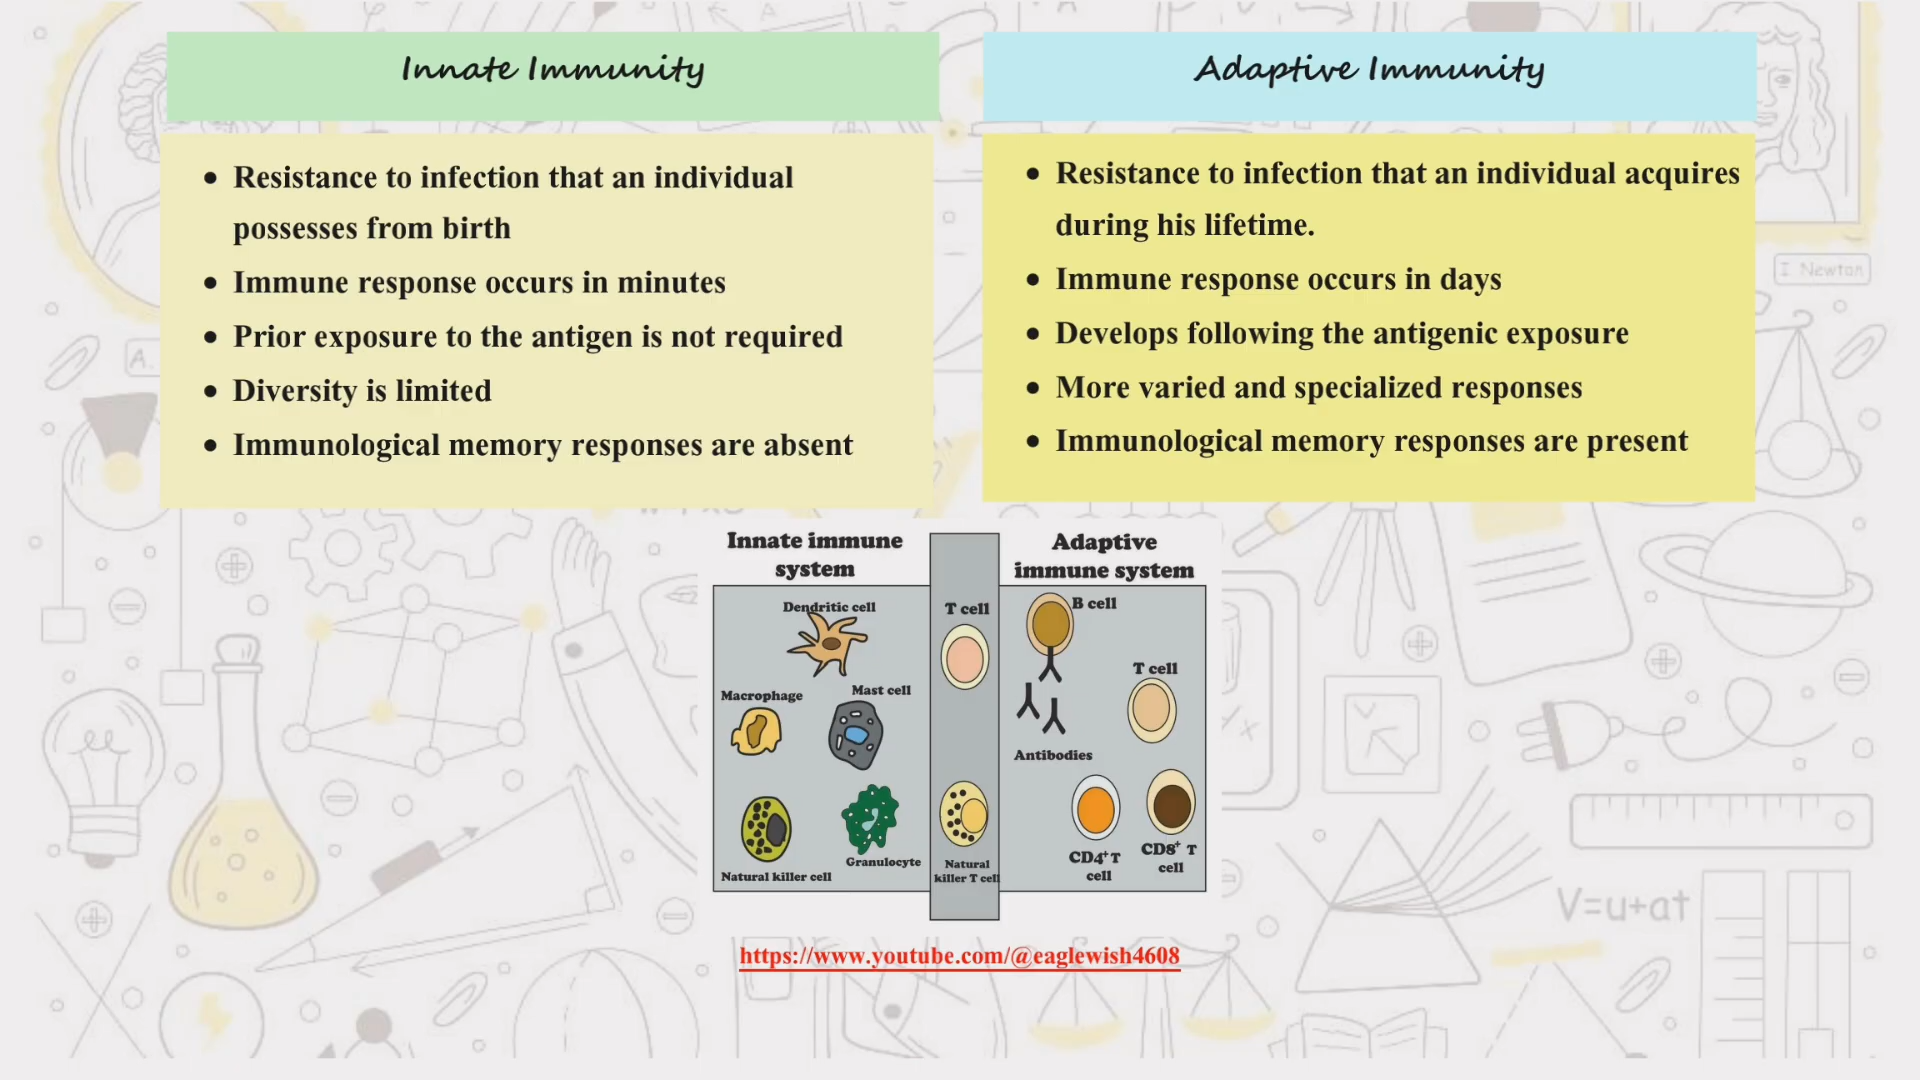 Innate Immunity
Resistance to infection that an individual
possesses from birth
Immune response occurs in minutes
Prior exposure to the antigen is not required
Diversity is limited
Immunological memory responses are absent
Adaptive Immunity
Resistance to infection that an individual acquires
during his lifetime.
Immune response occurs in days
Develops following the antigenic exposure
More varied and specialized responses
Immunological memory responses are present
Innate immune
system
Dendritic cell
Macrophage
Mast cell
Natural killer cell
Granulocyte
T cell
Natural
killer T cell
Adaptive
immune system
B cell
T cell
Antibodies
CD4+T
cell
CD8+ T
cell
https://www.youtube.com/@eaglewish4608
I. Newton
V=u+at
A.
A